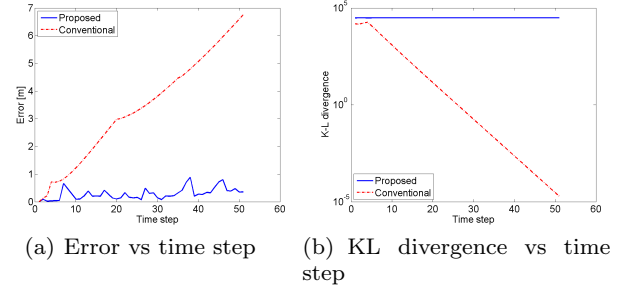 7
6
5
4
3
2
1
0
Error [m]
Proposed
Conventional
0 10 20 30 40 50 60
Time step
(a) Error vs time step
10^5
10^0
10^-5
K-L divergence
Proposed
Conventional
0 10 20 30 40 50 60
Time step
(b) KL divergence vs time
step